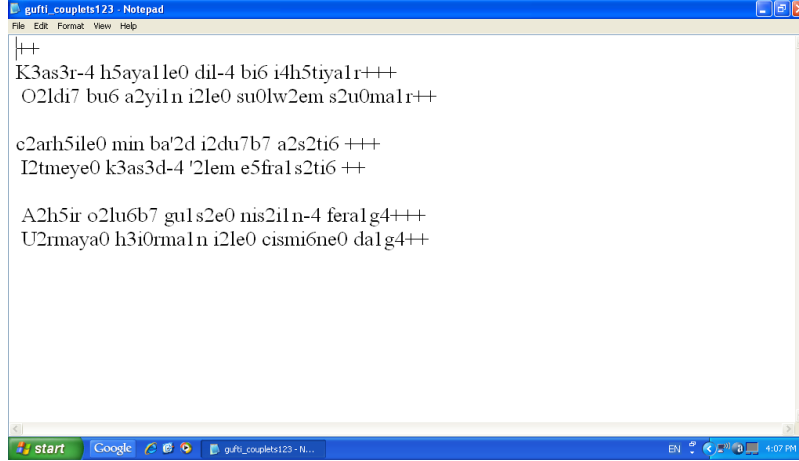 gufti_couplets123 - Notepad
File Edit Format View Help
++
K3as3r-4 h5aya1le0 dil-4 bi6 i4h5tiya1r+++
O2ldi7 bu6 a2yi1n i2le0 su0lw2em s2u0ma1r++
c2arh5ile0 min ba'2d i2du7b7 a2s2ti6 +++
I2tmeye0 k3as3d-4 '2lem e5fra1s2ti6 ++
A2h5ir o2lu6b7 gu1s2e0 nis2i1n-4 fera1g4+++
U2rmaya0 h3i0rma1n i2le0 cismi6ne0 da1g4++
start Google gufti_couplets123 - N... EN 4:07 PM